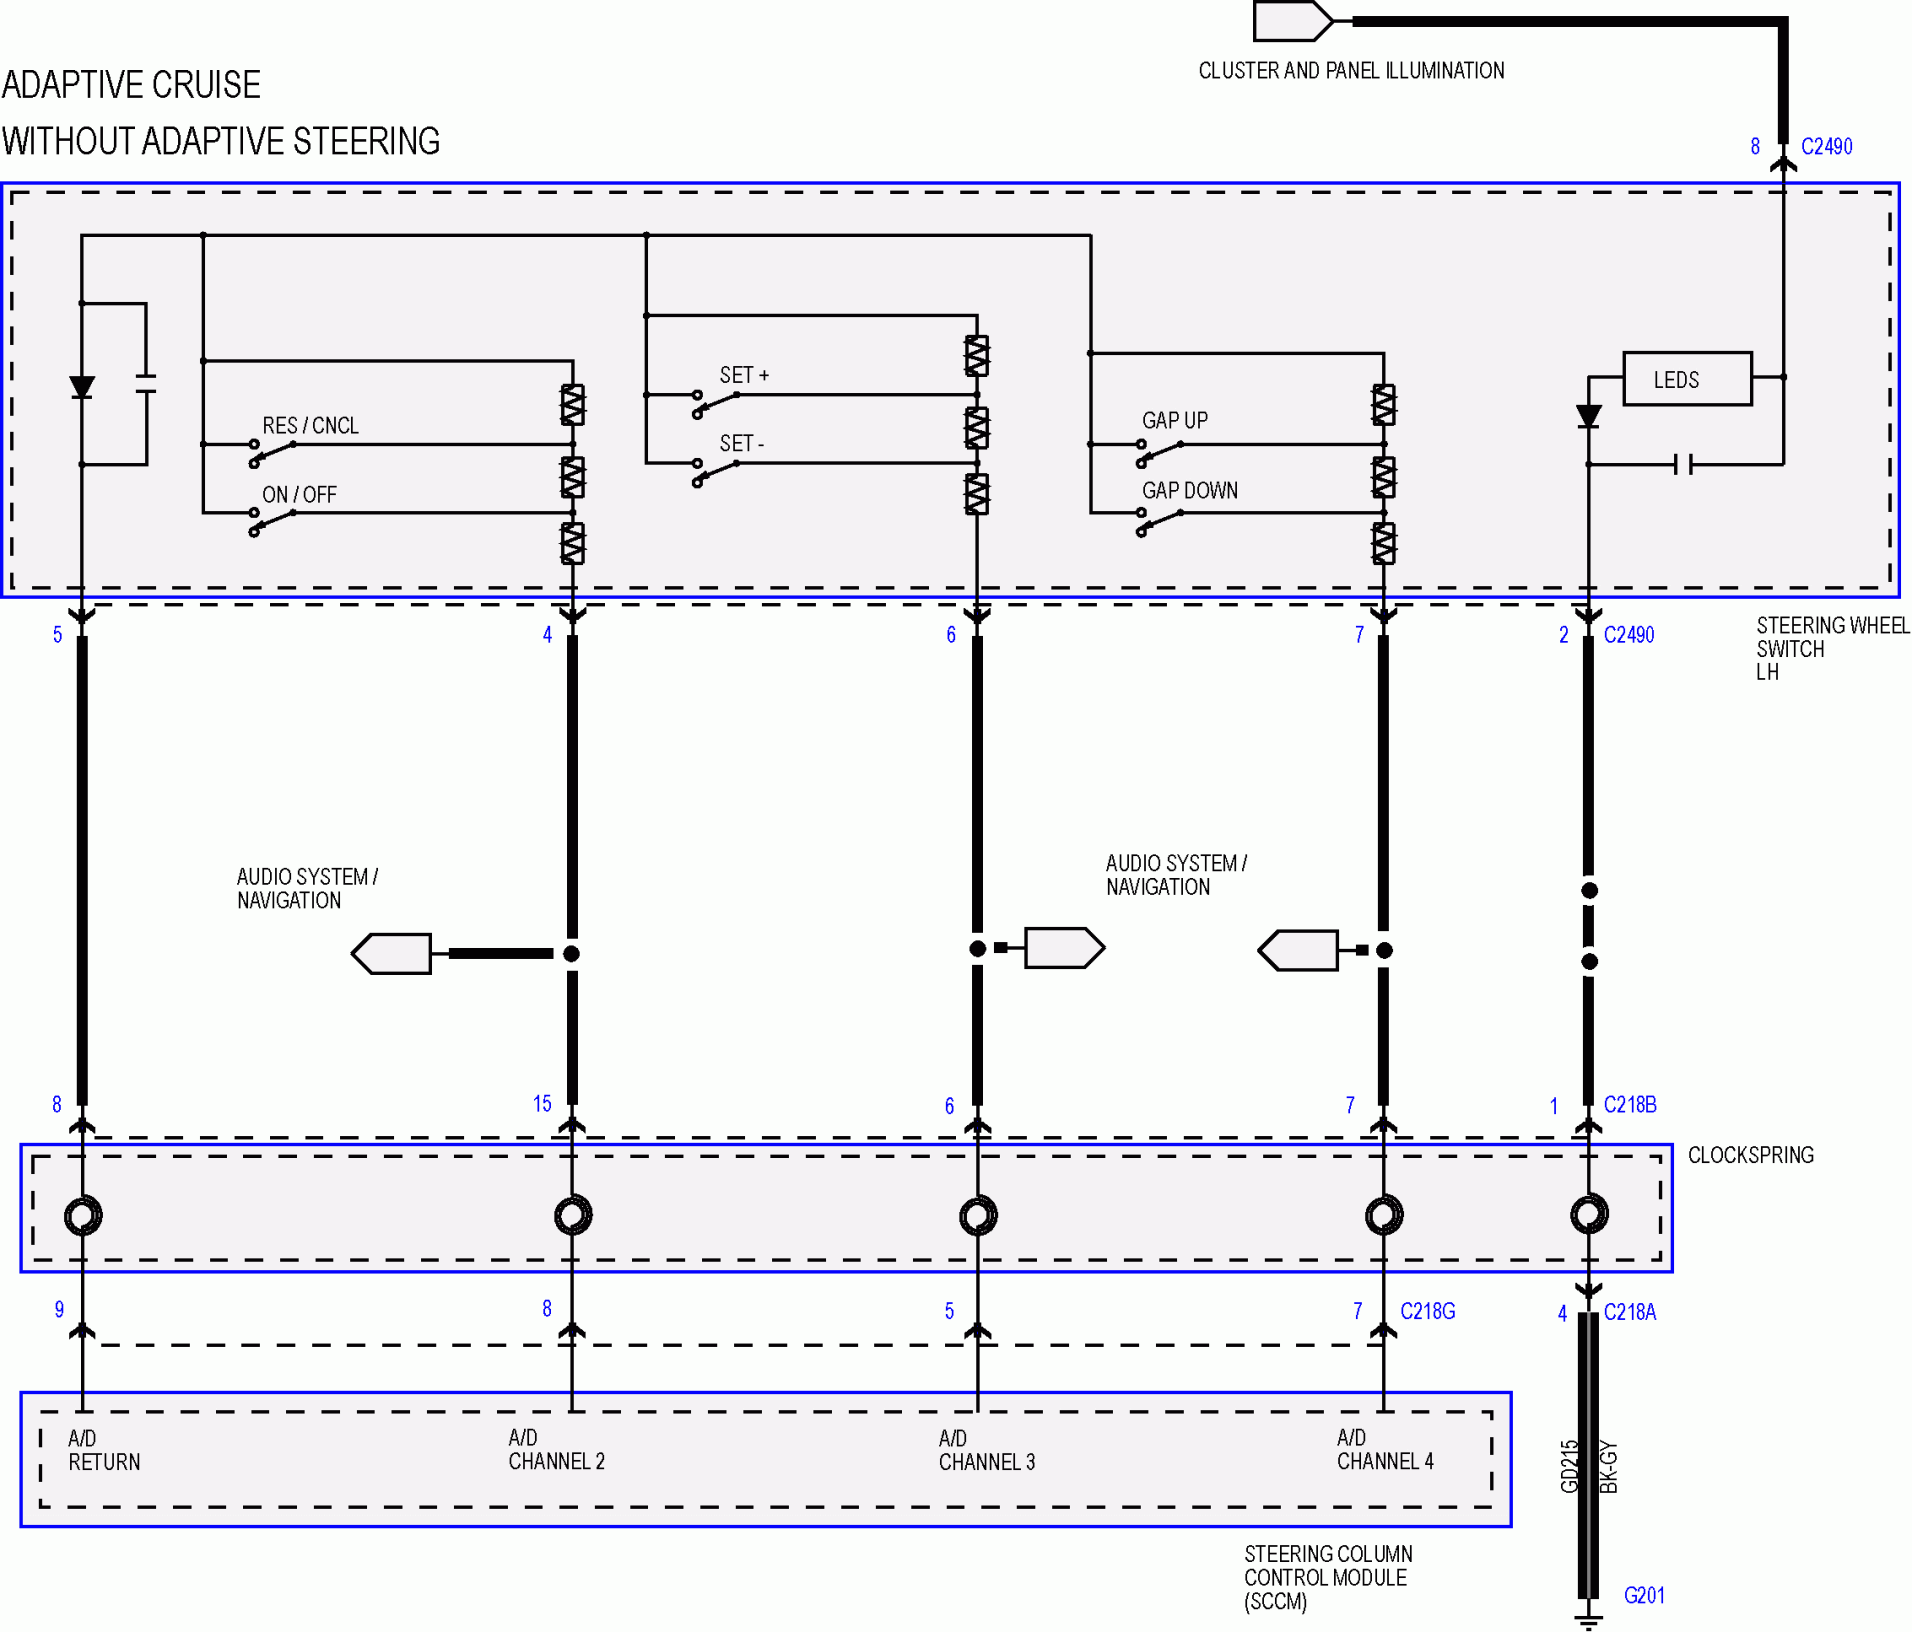 CLUSTER AND PANEL ILLUMINATION
ADAPTIVE CRUISE
WITHOUT ADAPTIVE STEERING
8 C2490
SET +
RES / CNCL
SET -
ON / OFF
GAP UP
GAP DOWN
LEDS
5 4 6 7 2 C2490
STEERING WHEEL
SWITCH
LH
AUDIO SYSTEM /
NAVIGATION
AUDIO SYSTEM /
NAVIGATION
8 15 6 7 1 C218B
CLOCKSPRING
9 8 5 7 C218G 4 C218A
A/D
RETURN
A/D
CHANNEL 2
A/D
CHANNEL 3
A/D
CHANNEL 4
GD215
BK-GY
STEERING COLUMN
CONTROL MODULE
(SCCM)
G201